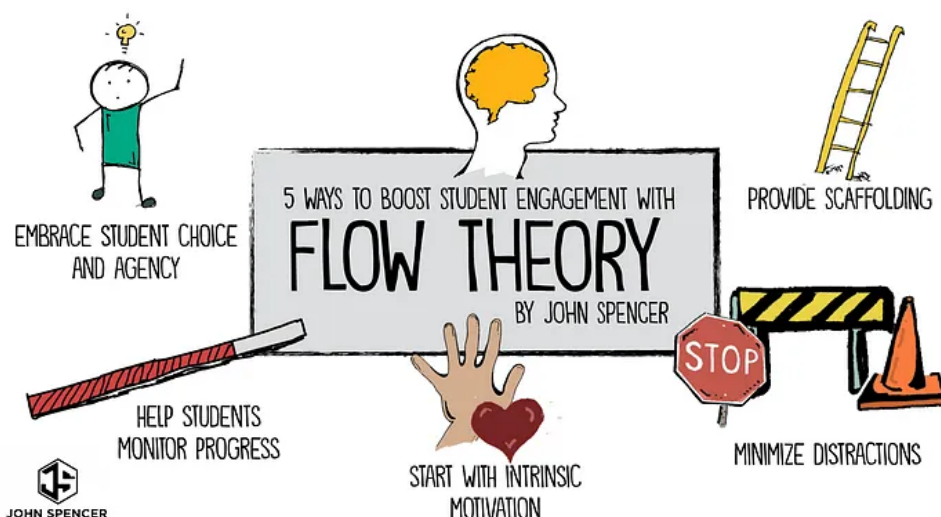 5 WAYS TO BOOST STUDENT ENGAGEMENT WITH
FLOW THEORY
BY JOHN SPENCER
EMBRACE STUDENT CHOICE
AND AGENCY
PROVIDE SCAFFOLDING
HELP STUDENTS
MONITOR PROGRESS
START WITH INTRINSIC
MOTIVATION
STOP
MINIMIZE DISTRACTIONS
JS
JOHN SPENCER